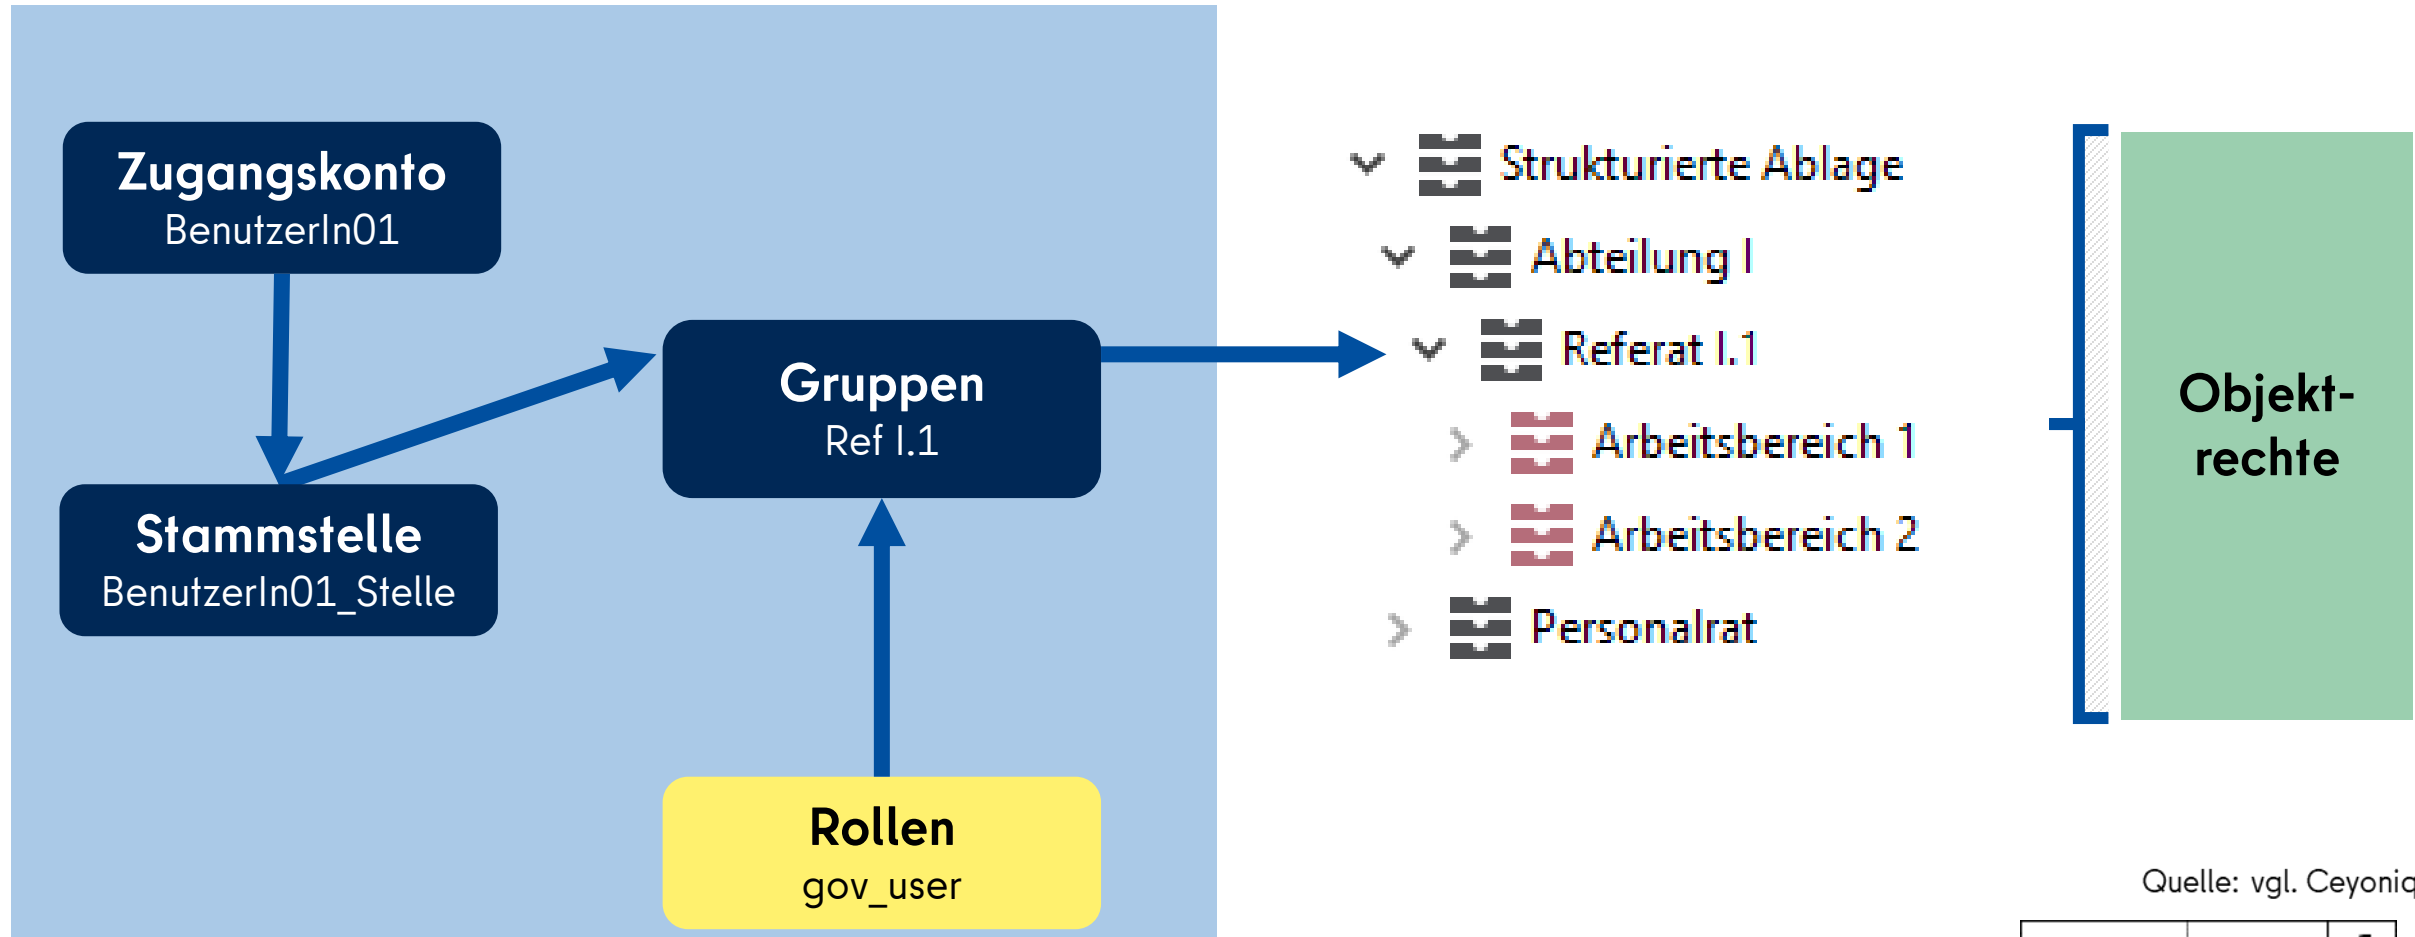 Zugangskonto
BenutzerIn01
Stammstelle
BenutzerIn01_Stelle
Gruppen
Ref I.1
Rollen
gov_user
Strukturierte Ablage
Abteilung I
Referat I.1
Arbeitsbereich 1
Arbeitsbereich 2
Personalrat
Objekt-
rechte
Quelle: vgl. Ceyoniq